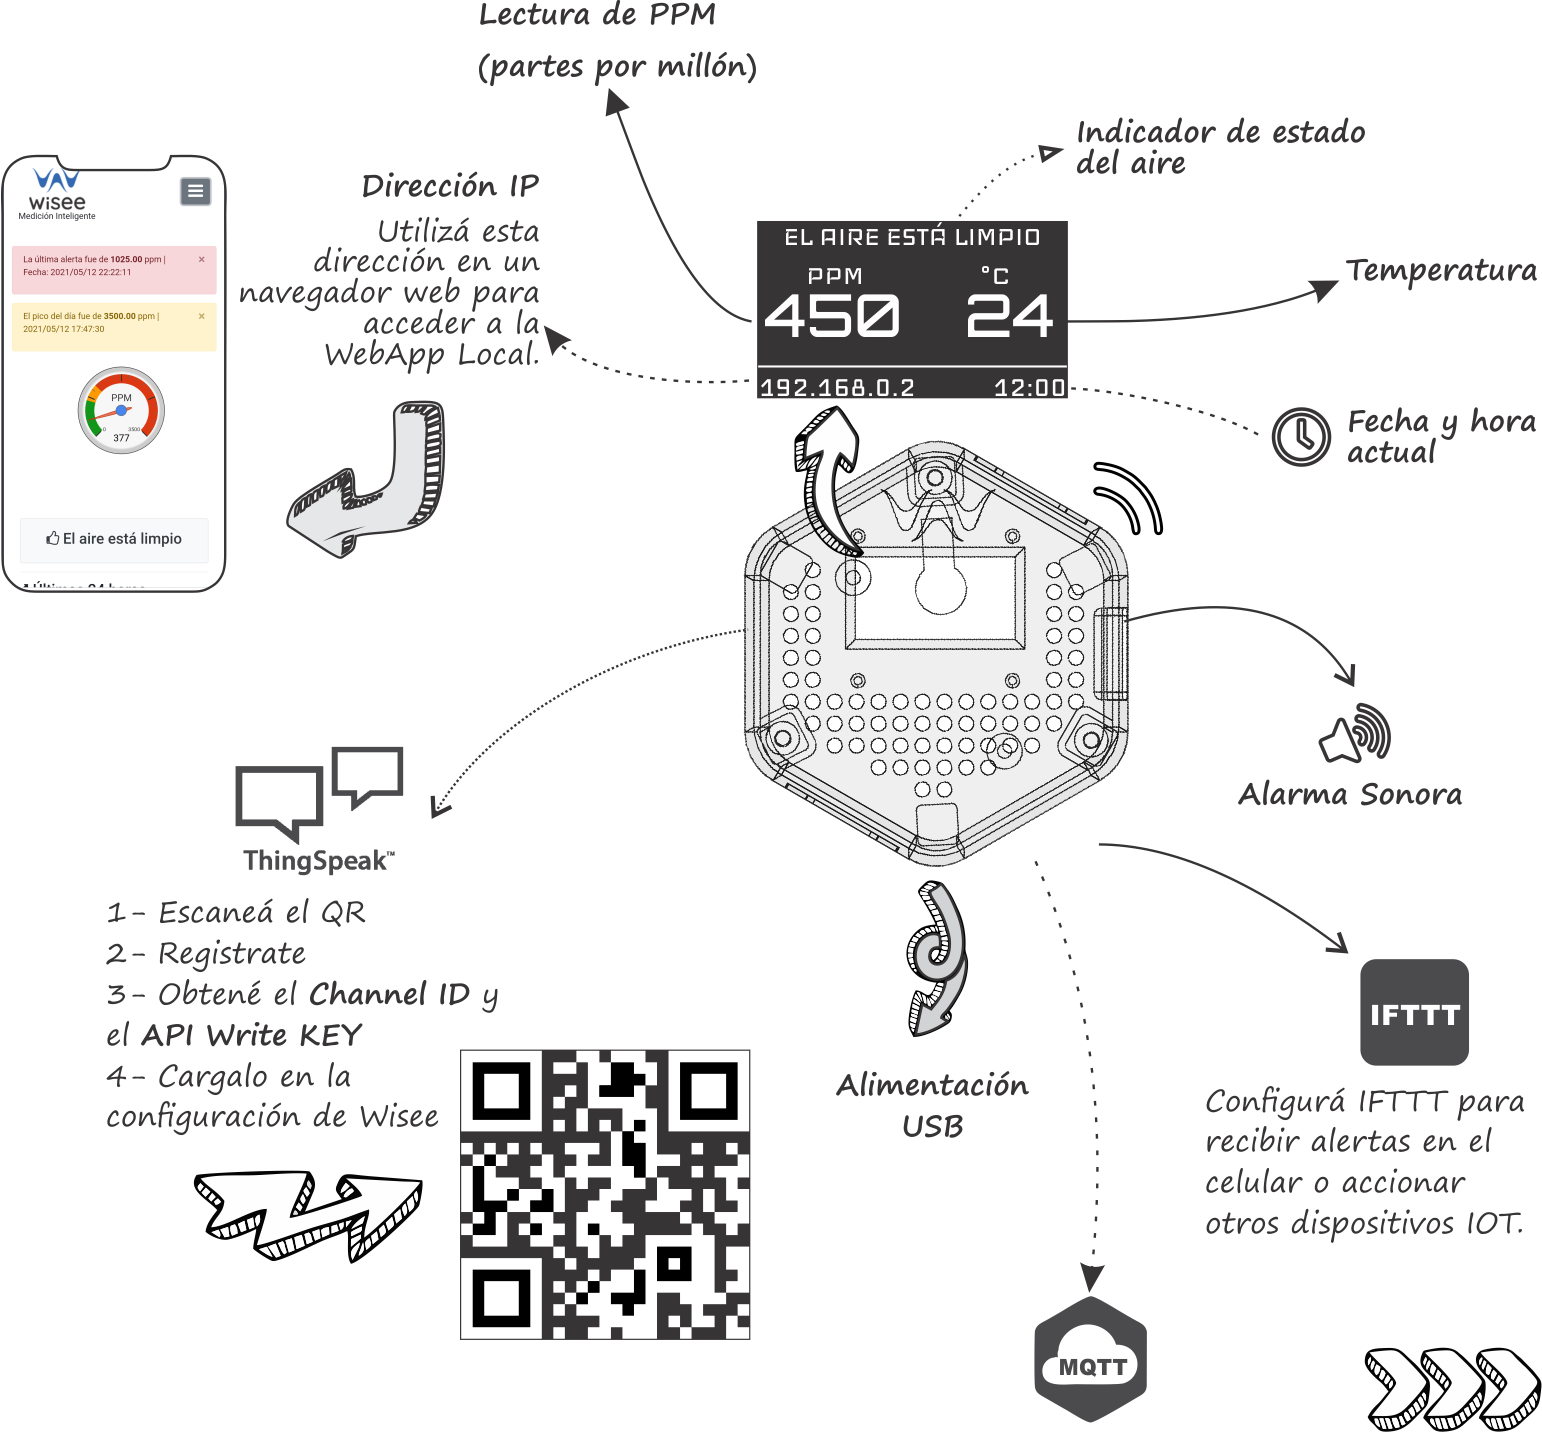 Lectura de PPM
(partes por millón)
Indicador de estado
del aire
wisee
Medición Inteligente
La última alerta fue de 1025.00 ppm |
Fecha: 2021/05/12 22:22:11
×
El pico del día fue de 3500.00 ppm |
2021/05/12 17:47:30
×
PPM
0
3500
377
El aire está limpio
Dirección IP
Utilizá esta
dirección en un
navegador web para
acceder a la
WebApp Local.
EL AIRE ESTÁ LIMPIO
PPM
°C
450
24
192.168.0.2
12:00
Temperatura
Fecha y hora
actual
Alarma Sonora
ThingSpeak™
1- Escaneá el QR
2- Registrate
3- Obtené el Channel ID y
el API Write KEY
4- Cargalo en la
configuración de Wisee
Alimentación
USB
IFTTT
Configurá IFTTT para
recibir alertas en el
celular o accionar
otros dispositivos IOT.
MQTT